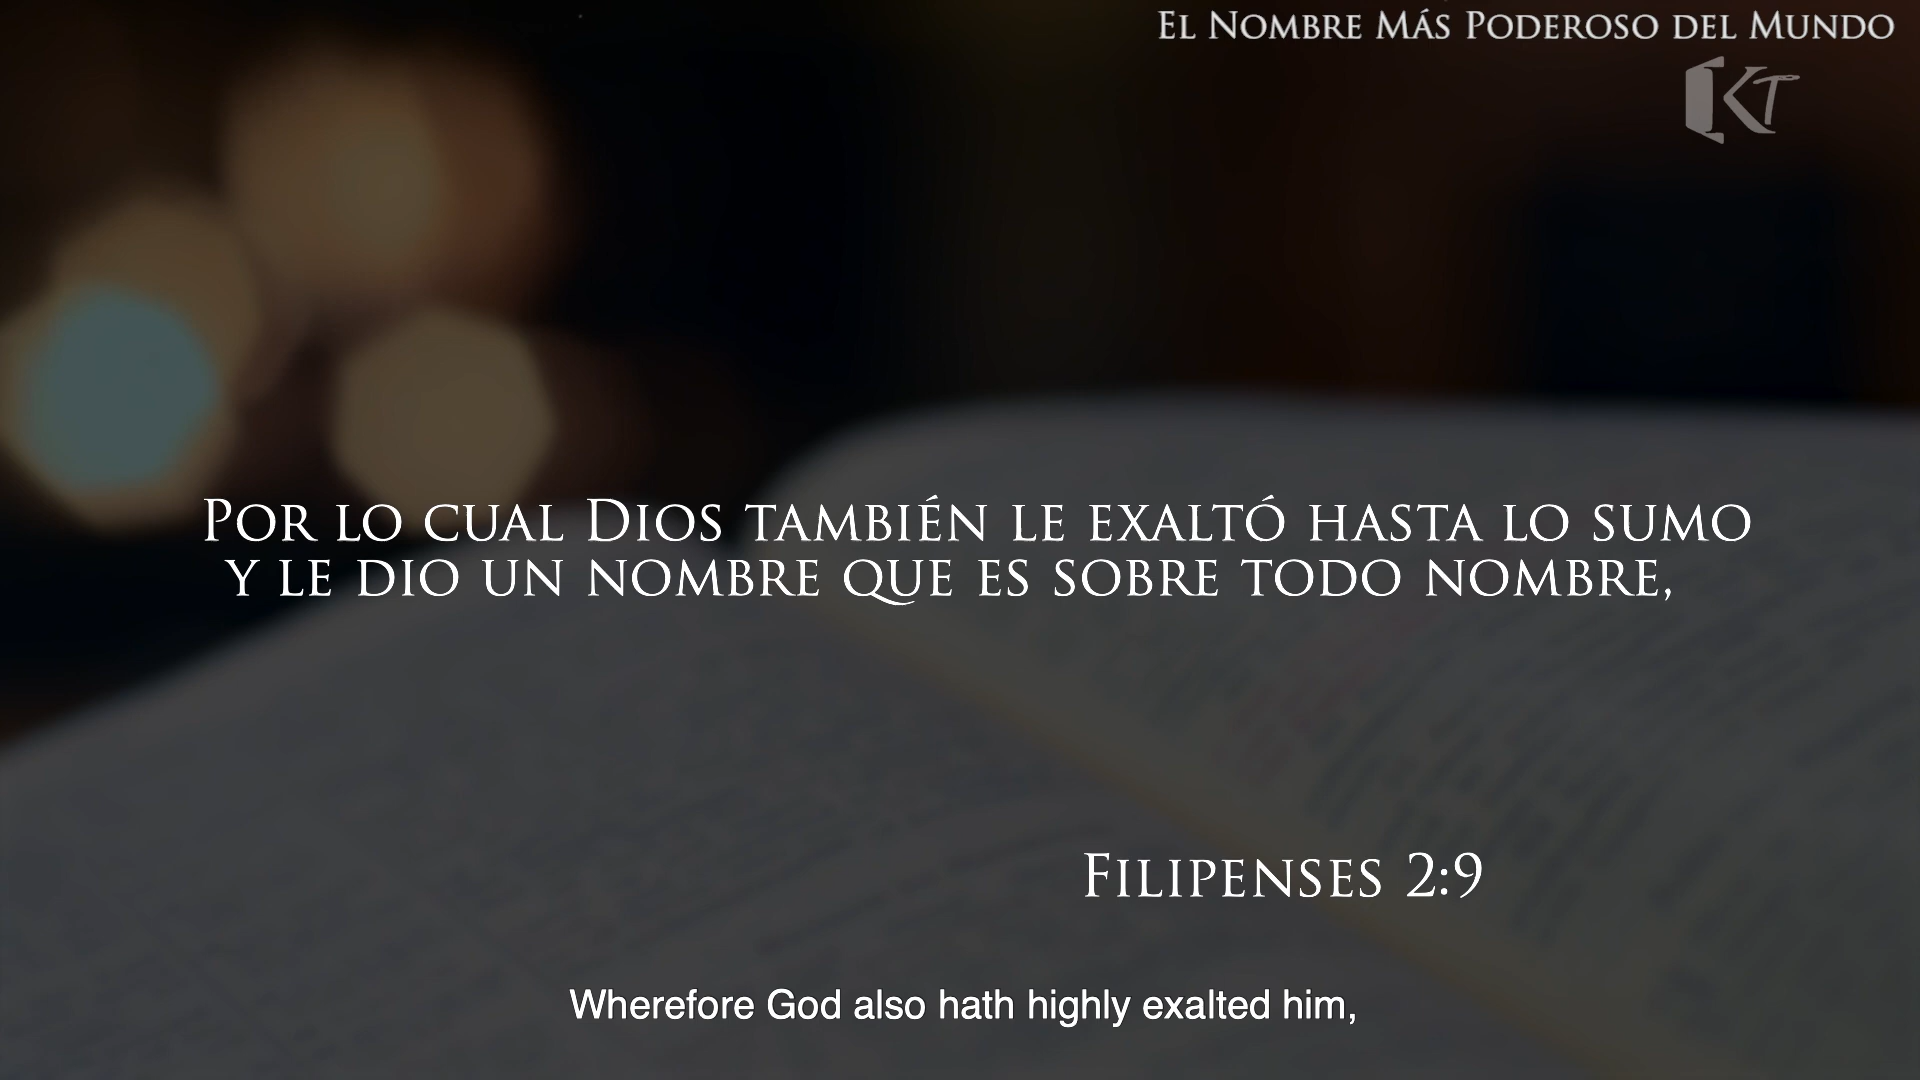 El Nombre Más Poderoso del Mundo
KT
Por lo cual Dios también le exaltó hasta lo sumo
y le dio un nombre que es sobre todo nombre,
Filipenses 2:9
Wherefore God also hath highly exalted him,